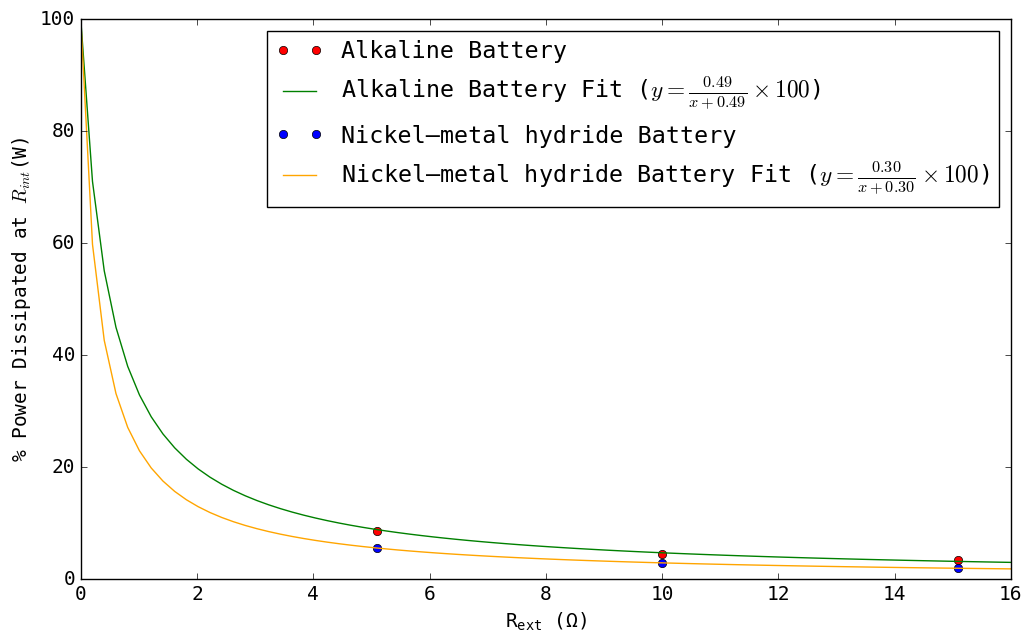 100
80
60
40
20
0
% Power Dissipated at R_int (W)
Alkaline Battery
Alkaline Battery Fit (y = 0.49/(x+0.49) × 100)
Nickel–metal hydride Battery
Nickel–metal hydride Battery Fit (y = 0.30/(x+0.30) × 100)
0 2 4 6 8 10 12 14 16
R_ext (Ω)